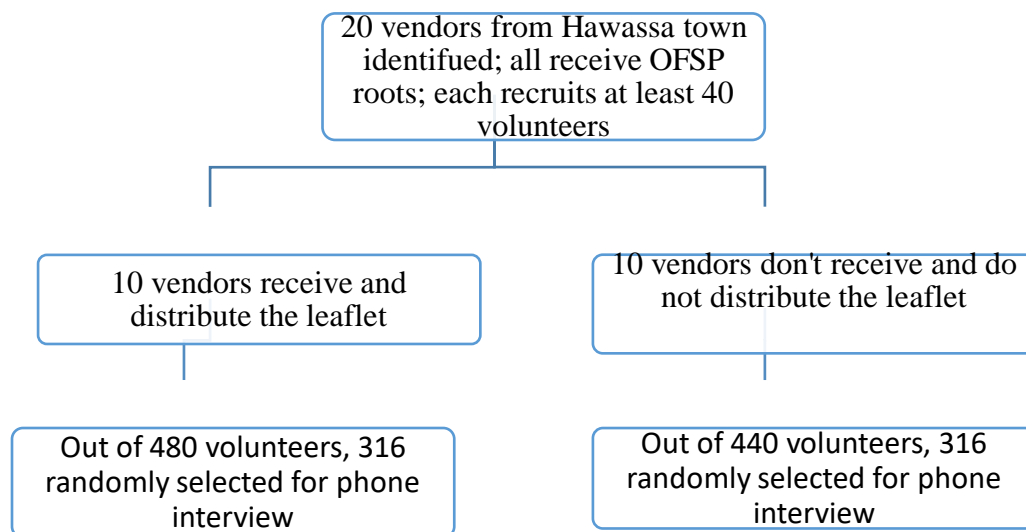 20 vendors from Hawassa town
identifued; all receive OFSP
roots; each recruits at least 40
volunteers
10 vendors receive and
distribute the leaflet
10 vendors don't receive and do
not distribute the leaflet
Out of 480 volunteers, 316
randomly selected for phone
interview
Out of 440 volunteers, 316
randomly selected for phone
interview